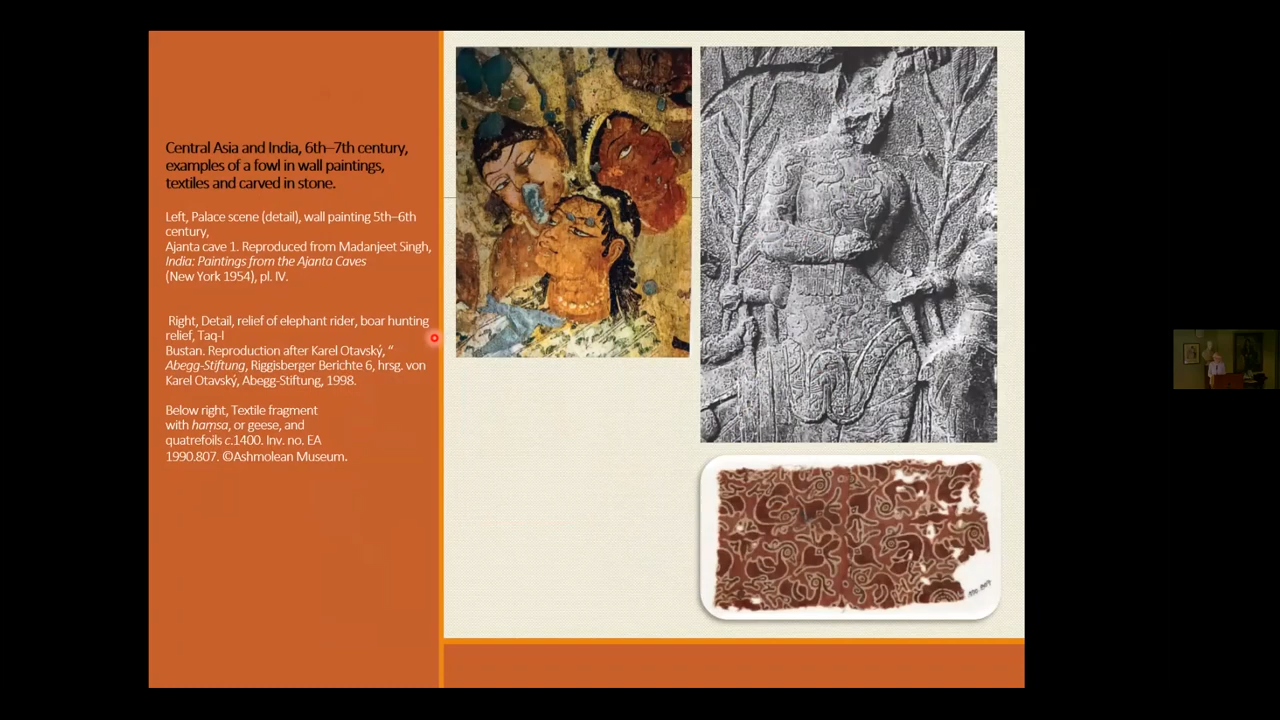 Central Asia and India, 6th–7th century,
examples of a fowl in wall paintings,
textiles and carved in stone.
Left, Palace scene (detail), wall painting 5th–6th
century,
Ajanta cave 1. Reproduced from Madanjeet Singh,
India: Paintings from the Ajanta Caves
(New York 1954), pl. IV.
Right, Detail, relief of elephant rider, boar hunting
relief, Taq-I
Bustan. Reproduction after Karel Otavský, “
Abegg-Stiftung, Riggisberger Berichte 6, hrsg. von
Karel Otavský, Abegg-Stiftung, 1998.
Below right, Textile fragment
with haṃsa, or geese, and
quatrefoils c.1400. Inv. no. EA
1990.807. ©Ashmolean Museum.